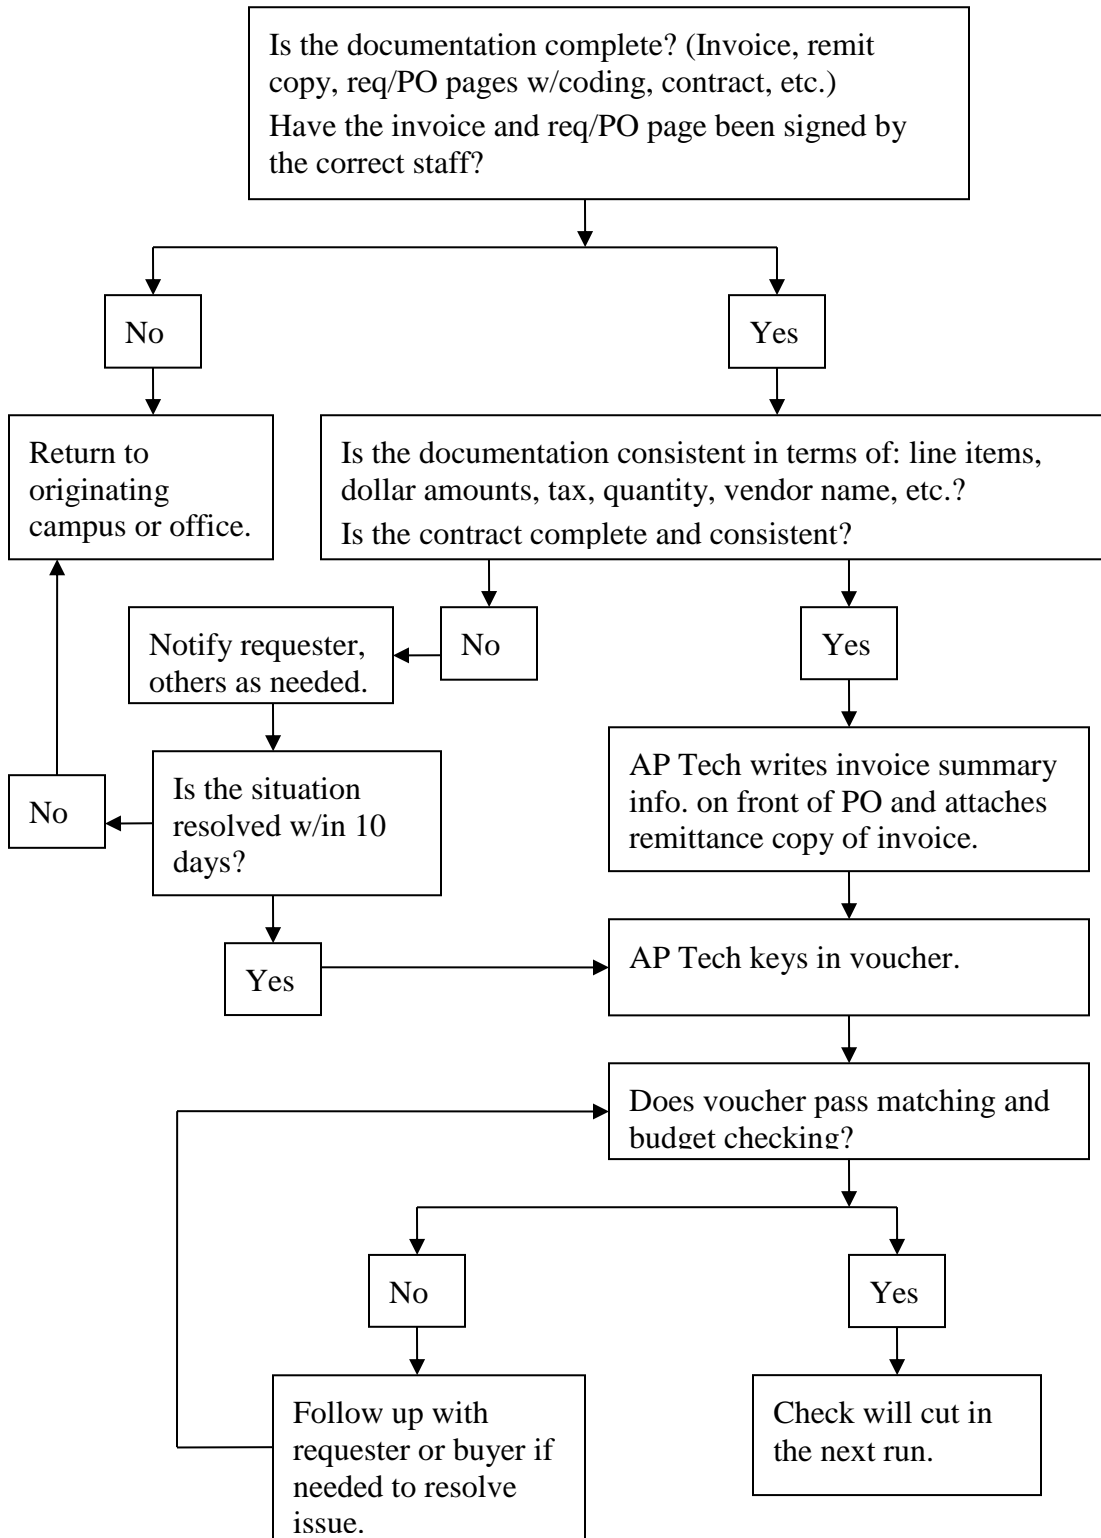 Is the documentation complete? (Invoice, remit
copy, req/PO pages w/coding, contract, etc.)
Have the invoice and req/PO page been signed by
the correct staff?
No
Yes
Return to
originating
campus or office.
Is the documentation consistent in terms of: line items,
dollar amounts, tax, quantity, vendor name, etc.?
Is the contract complete and consistent?
Notify requester,
others as needed.
No
Yes
No
Is the situation
resolved w/in 10
days?
AP Tech writes invoice summary
info. on front of PO and attaches
remittance copy of invoice.
Yes
AP Tech keys in voucher.
Does voucher pass matching and
budget checking?
No
Yes
Follow up with
requester or buyer if
needed to resolve
issue.
Check will cut in
the next run.